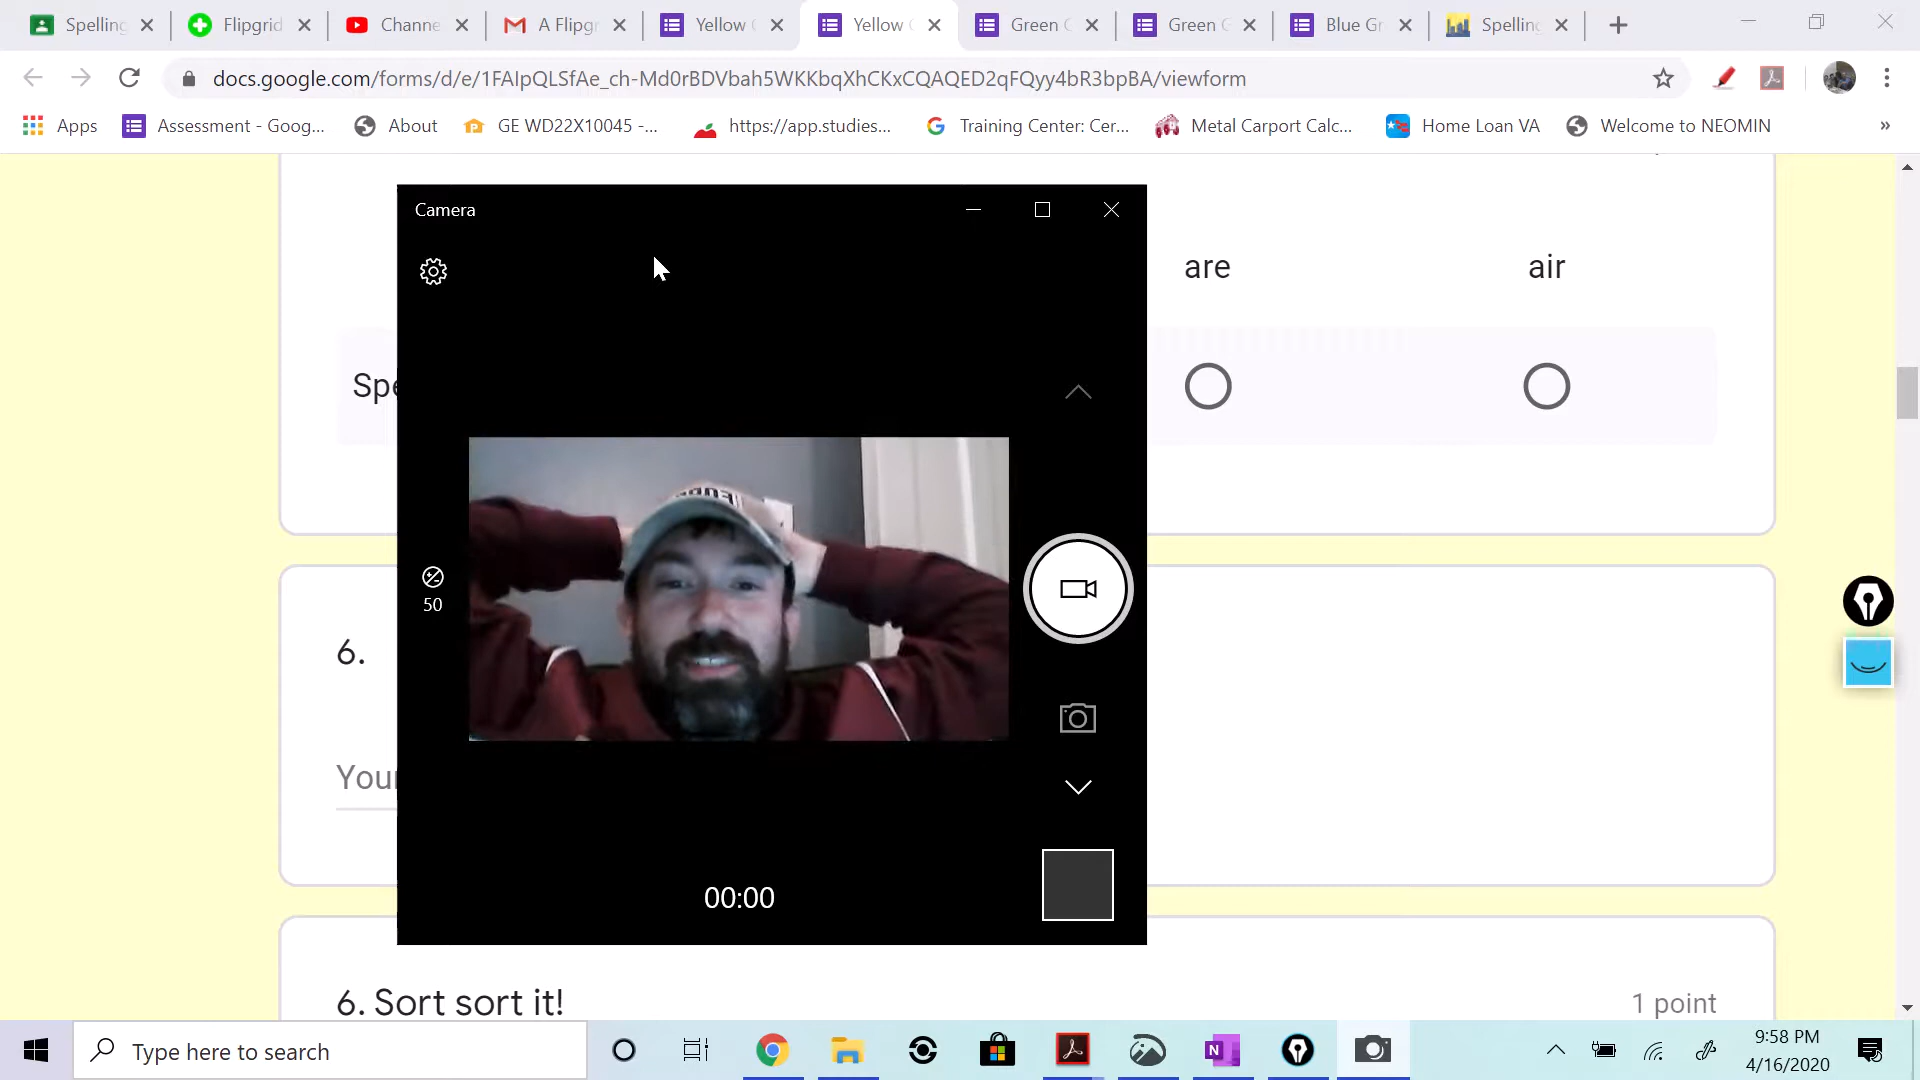 Spelling
Flipgrid
Channe
A Flipgr
Yellow G
Yellow G
Green G
Green G
Blue Gr
Spelling
docs.google.com/forms/d/e/1FAIpQLSfAe_ch-Md0rBDVbah5WKKbqXhCKxCQAQED2qFQyy4bR3bpBA/viewform
Apps
Assessment - Goog...
About
GE WD22X10045 -...
https://app.studies...
Training Center: Cer...
Metal Carport Calc...
Home Loan VA
Welcome to NEOMIN
»
Camera
are
air
Spe
50
6.
Your
00:00
6. Sort sort it!
1 point
Type here to search
9:58 PM
4/16/2020